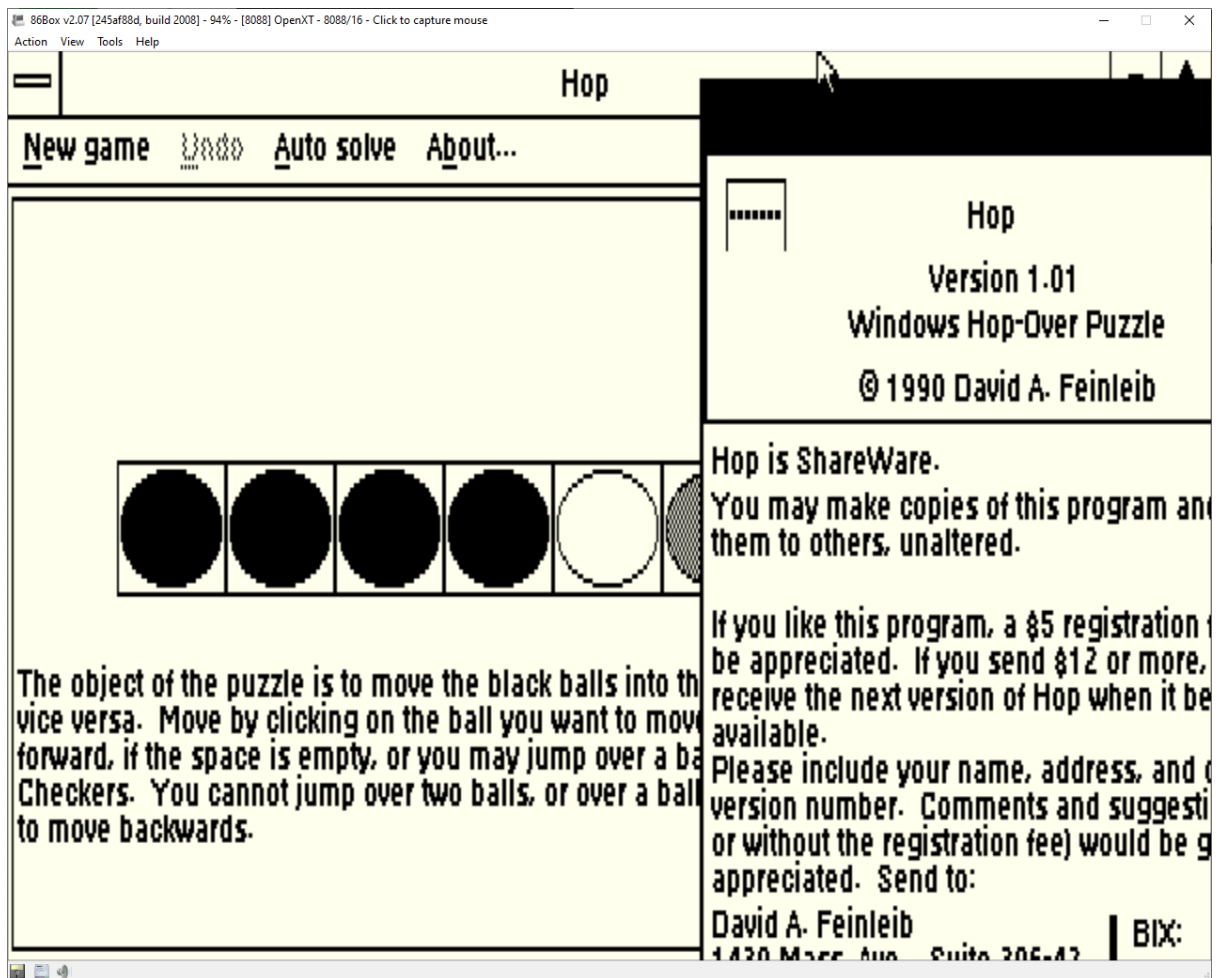 86Box v2.07 [245af88d, build 2008] - 94% - [8088] OpenXT - 8088/16 - Click to capture mouse
Action View Tools Help
Hop
New game Undo Auto solve About...
The object of the puzzle is to move the black balls into th
vice versa. Move by clicking on the ball you want to mov
forward, if the space is empty, or you may jump over a ba
Checkers. You cannot jump over two balls, or over a ball
to move backwards.
Hop
Version 1.01
Windows Hop-Over Puzzle
© 1990 David A. Feinleib
Hop is ShareWare.
You may make copies of this program and
them to others, unaltered.
If you like this program, a $5 registration
be appreciated. If you send $12 or more,
receive the next version of Hop when it be
available.
Please include your name, address, and
version number. Comments and suggesti
or without the registration fee) would be g
appreciated. Send to:
David A. Feinleib
BIX:
1430 Mass. Ave. Suite